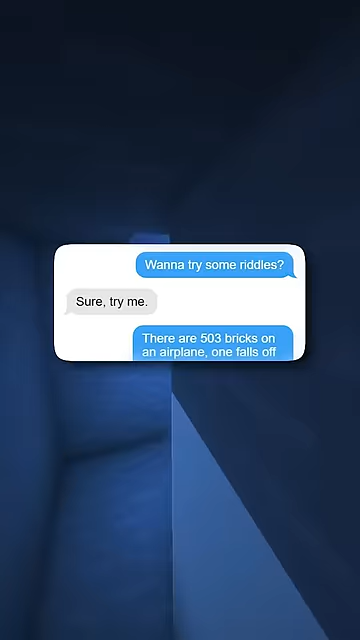 Wanna try some riddles?
Sure, try me.
There are 503 bricks on
an airplane, one falls off